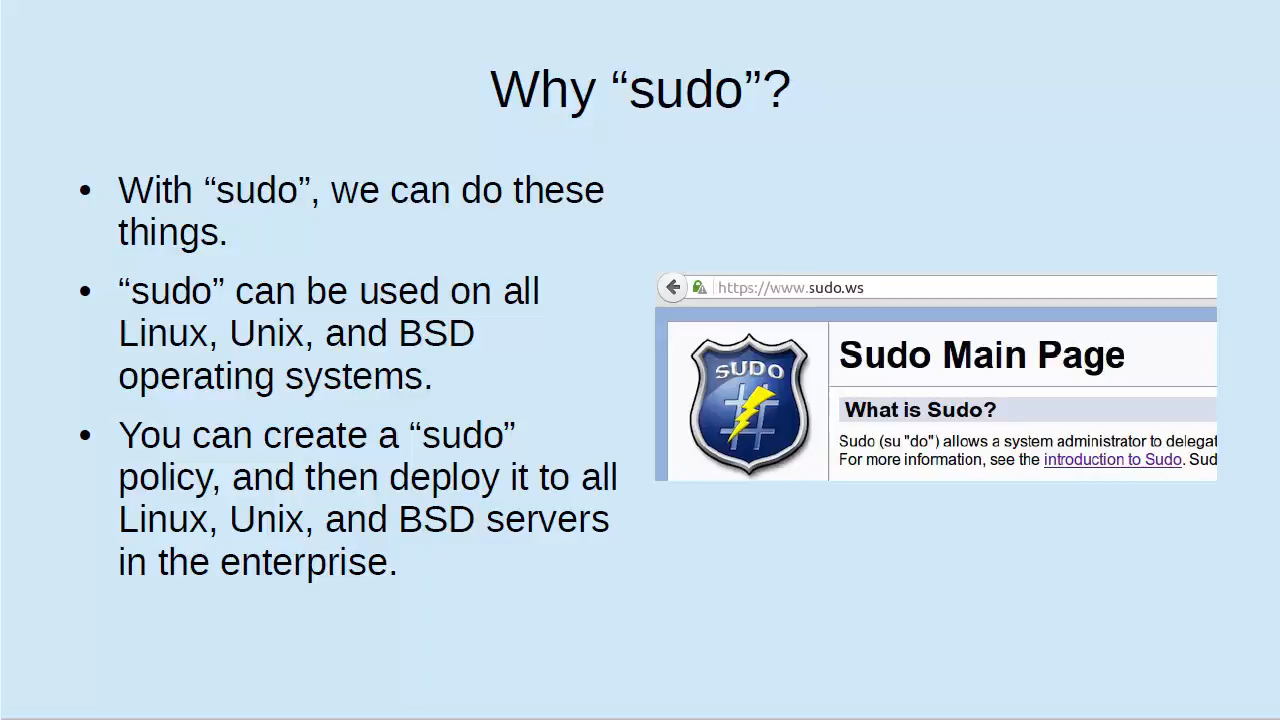 Why “sudo”?
• With “sudo”, we can do these
things.
• “sudo” can be used on all
Linux, Unix, and BSD
operating systems.
• You can create a “sudo”
policy, and then deploy it to all
Linux, Unix, and BSD servers
in the enterprise.
https://www.sudo.ws
SUDO
#
Sudo Main Page
What is Sudo?
Sudo (su "do") allows a system administrator to delegat
For more information, see the introduction to Sudo. Sud